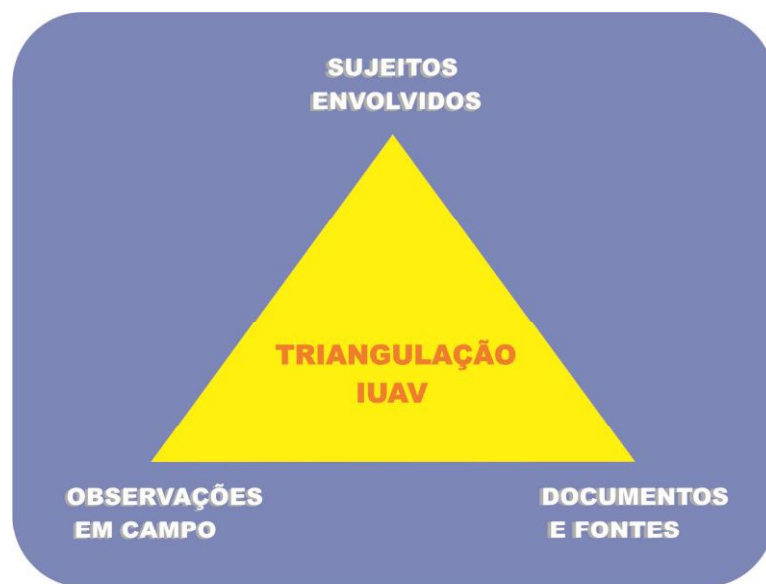 SUJEITOS
ENVOLVIDOS
TRIANGULAÇÃO
IUAV
OBSERVAÇÕES
EM CAMPO
DOCUMENTOS
E FONTES